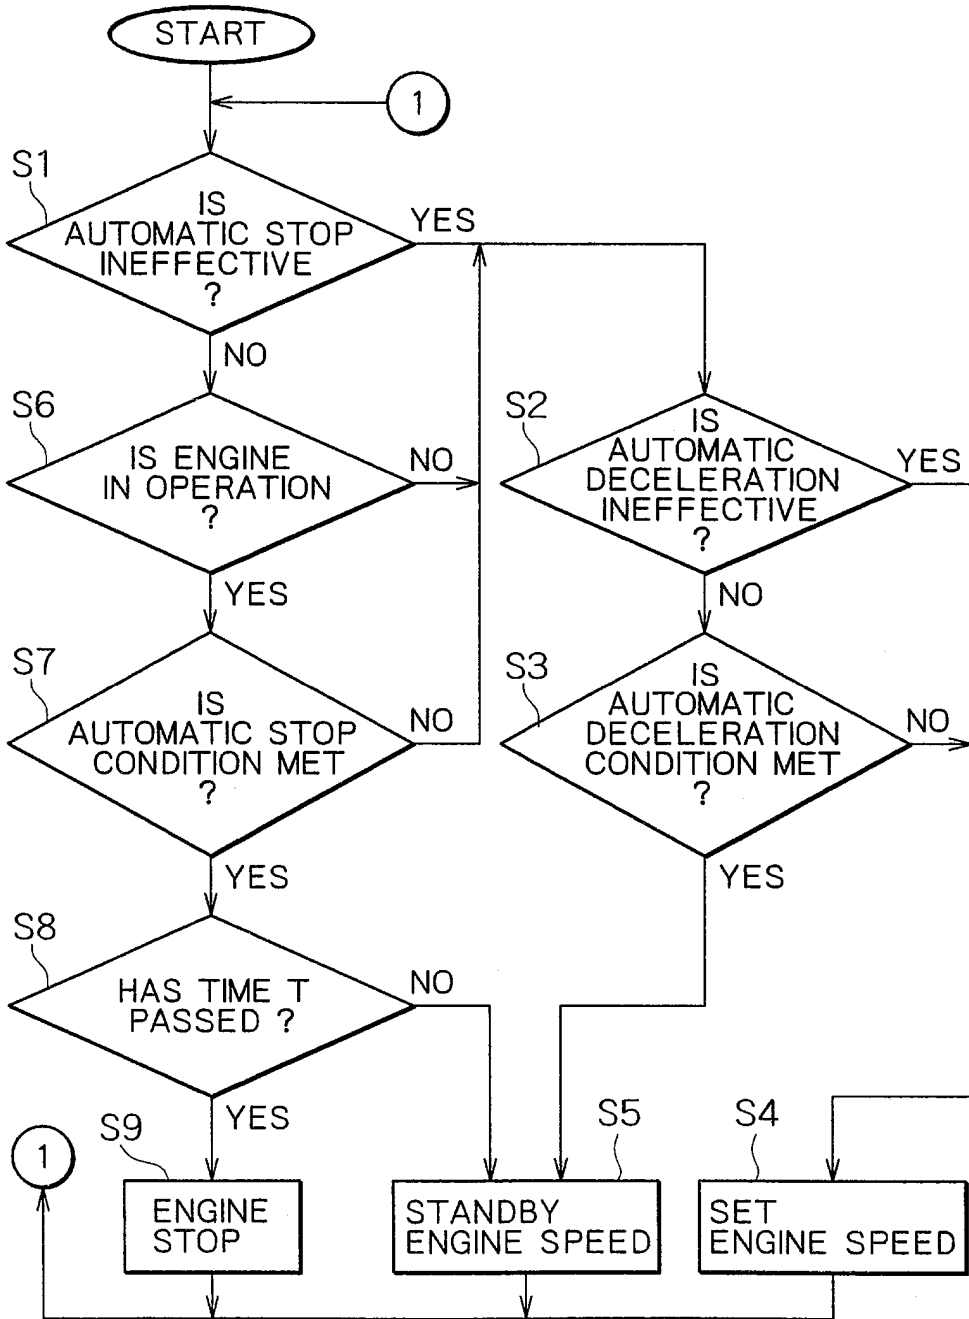 START
1
S1
IS
AUTOMATIC STOP
INEFFECTIVE
?
YES
NO
S6
IS ENGINE
IN OPERATION
?
NO
YES
S2
IS
AUTOMATIC
DECELERATION
INEFFECTIVE
?
YES
NO
S7
IS
AUTOMATIC STOP
CONDITION MET
?
NO
YES
S3
IS
AUTOMATIC
DECELERATION
CONDITION MET
?
NO
YES
S8
HAS TIME T
PASSED ?
NO
YES
1
S9
ENGINE
STOP
S5
STANDBY
ENGINE SPEED
S4
SET
ENGINE SPEED